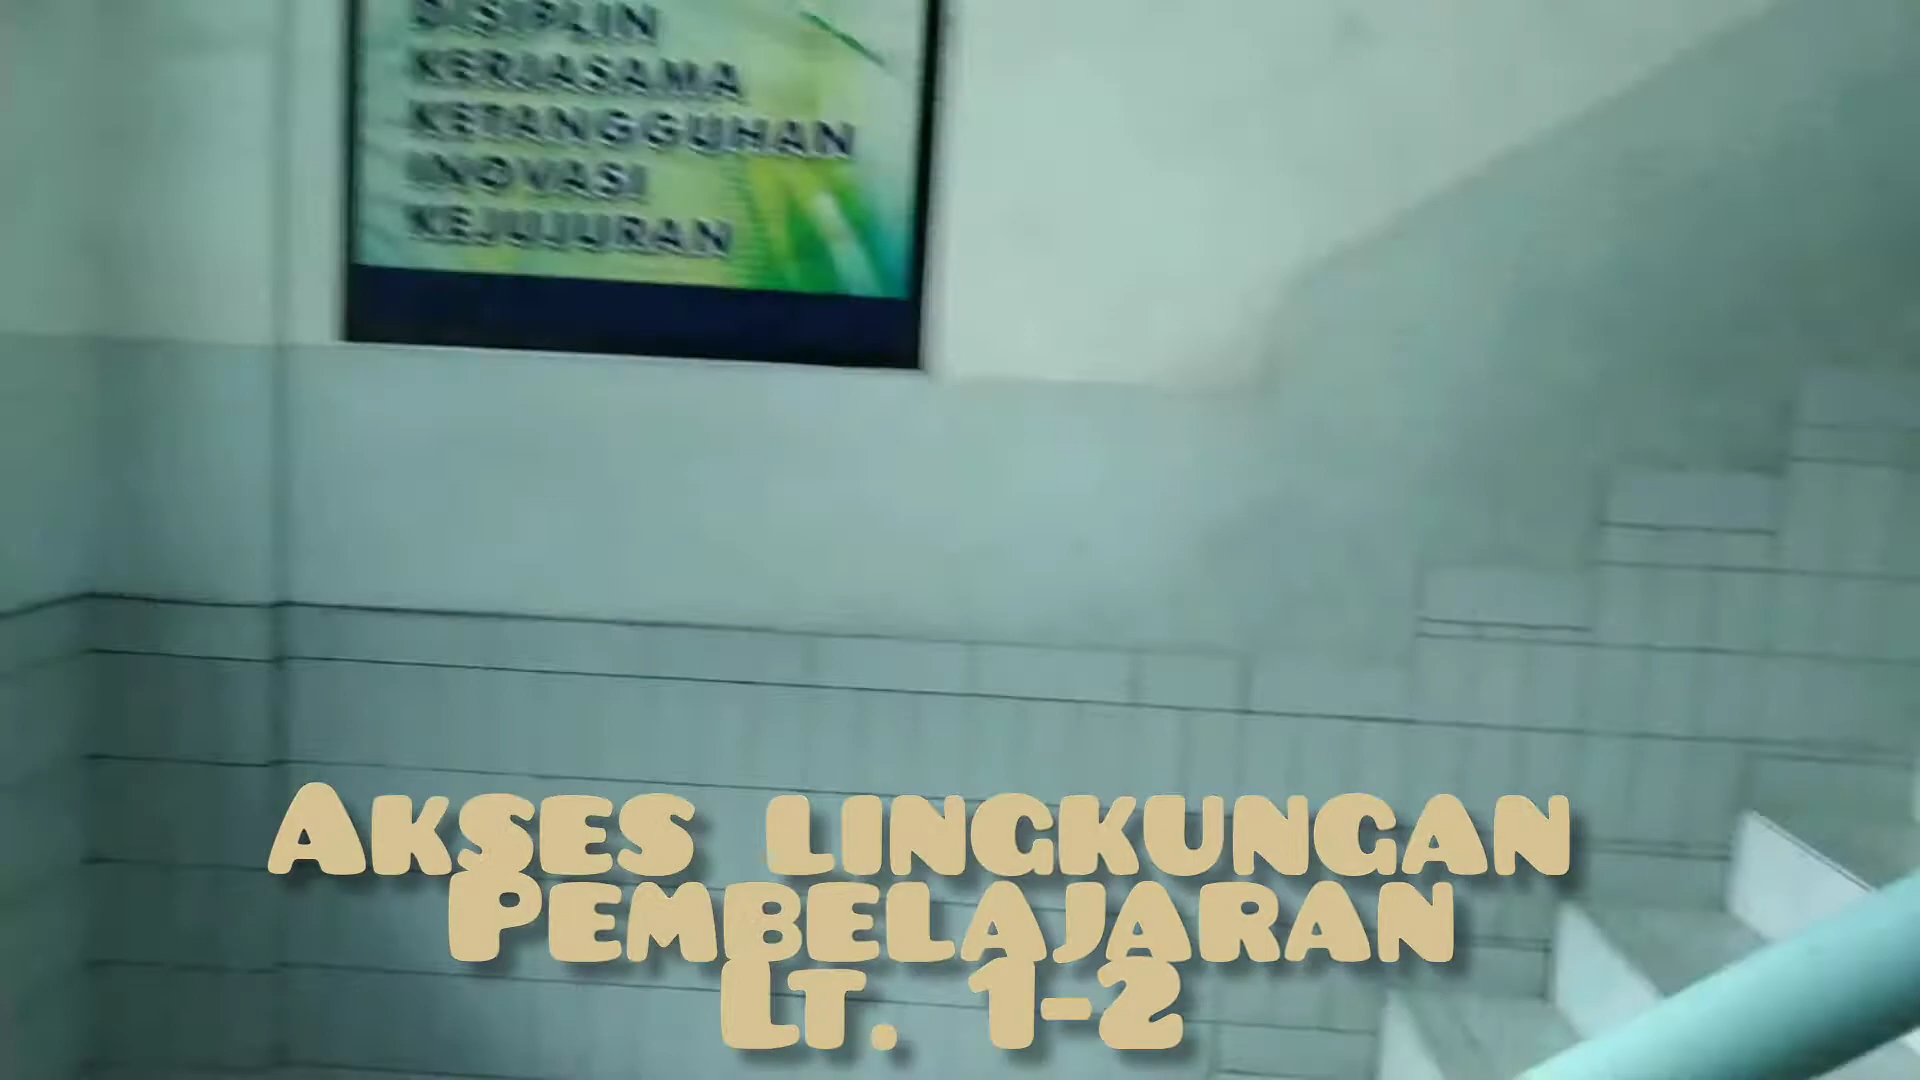 DISIPLIN
KERJASAMA
KETANGGUHAN
INOVASI
KEJUJURAN
AKSES LINGKUNGAN
PEMBELAJARAN
LT. 1-2